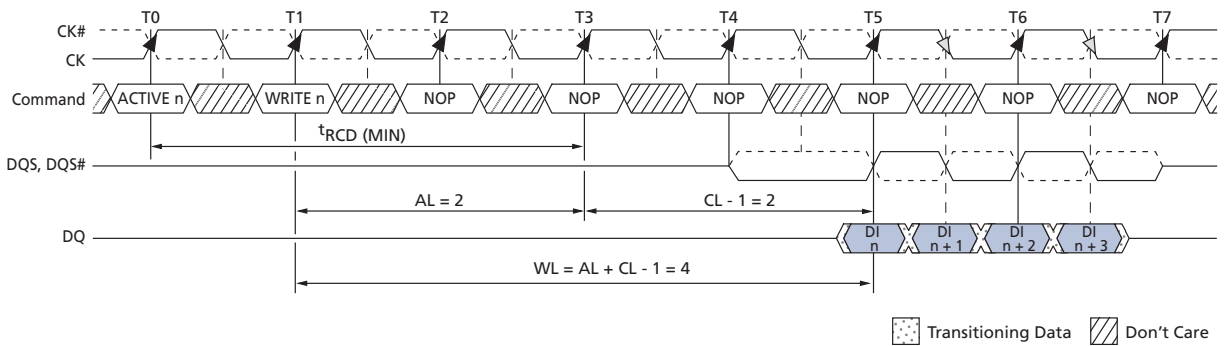 T0 T1 T2 T3 T4 T5 T6 T7
CK#
CK
Command ACTIVE n WRITE n NOP NOP NOP NOP NOP NOP
tRCD (MIN)
DQS, DQS#
AL = 2 CL - 1 = 2
DQ DI n DI n + 1 DI n + 2 DI n + 3
WL = AL + CL - 1 = 4
Transitioning Data Don't Care